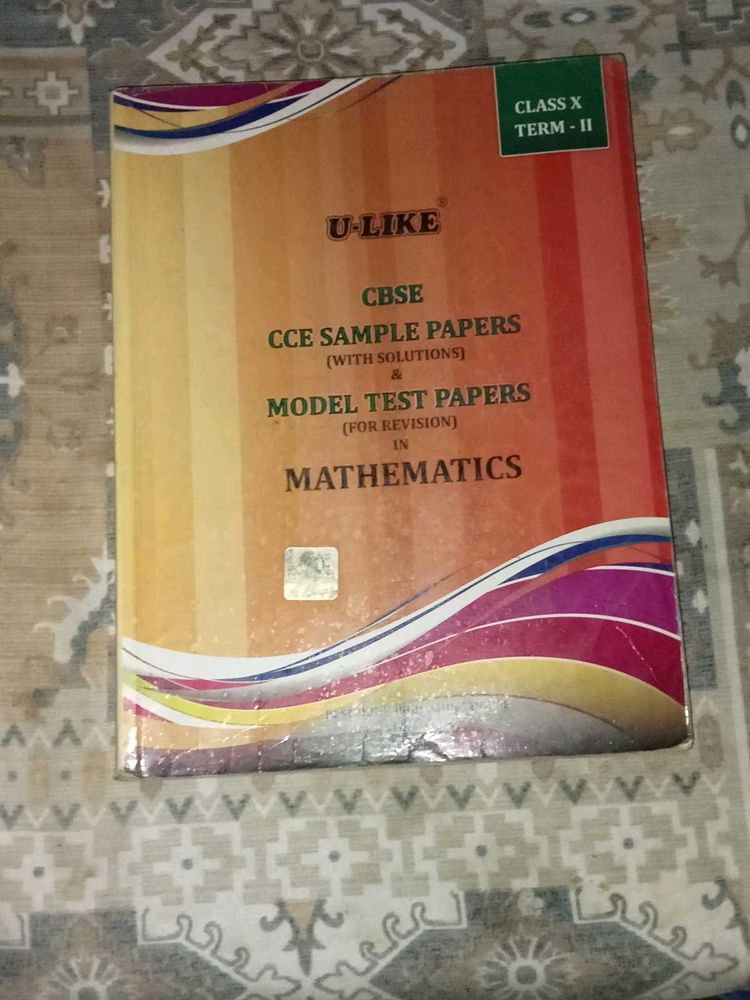 CLASS X
TERM - II
U-LIKE®
CBSE
CCE SAMPLE PAPERS
(WITH SOLUTIONS)
&
MODEL TEST PAPERS
(FOR REVISION)
IN
MATHEMATICS